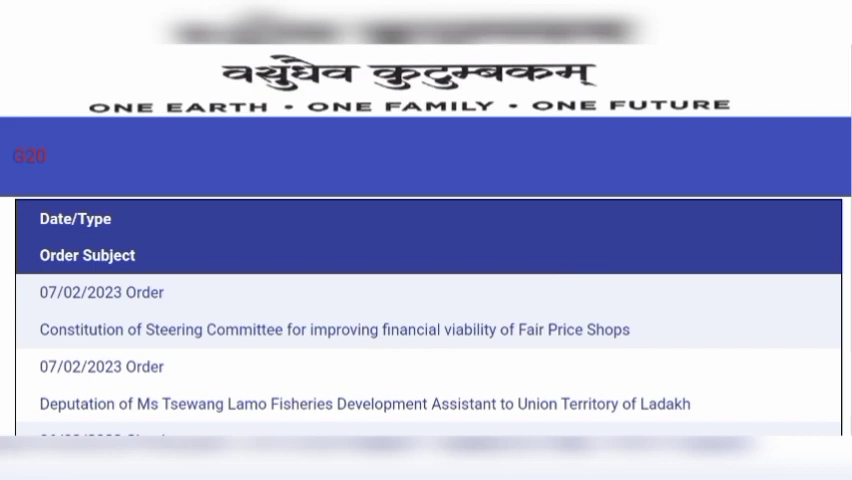 वसुधैव कुटुम्बकम्
ONE EARTH • ONE FAMILY • ONE FUTURE
G20
Date/Type
Order Subject
07/02/2023 Order
Constitution of Steering Committee for improving financial viability of Fair Price Shops
07/02/2023 Order
Deputation of Ms Tsewang Lamo Fisheries Development Assistant to Union Territory of Ladakh